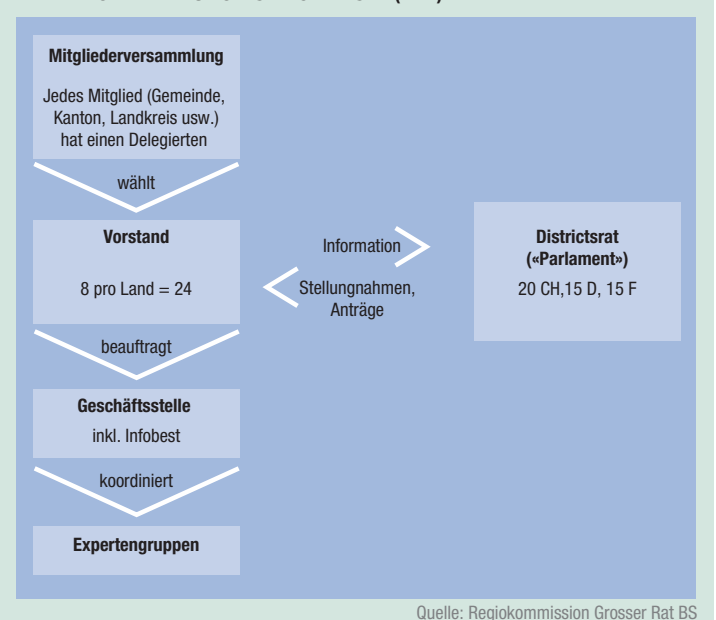 Mitgliederversammlung
Jedes Mitglied (Gemeinde,
Kanton, Landkreis usw.)
hat einen Delegierten
wählt
Vorstand
8 pro Land = 24
Information
Stellungnahmen,
Anträge
Districtsrat
(«Parlament»)
20 CH,15 D, 15 F
beauftragt
Geschäftsstelle
inkl. Infobest
koordiniert
Expertengruppen
Quelle: Regiokommission Grosser Rat BS